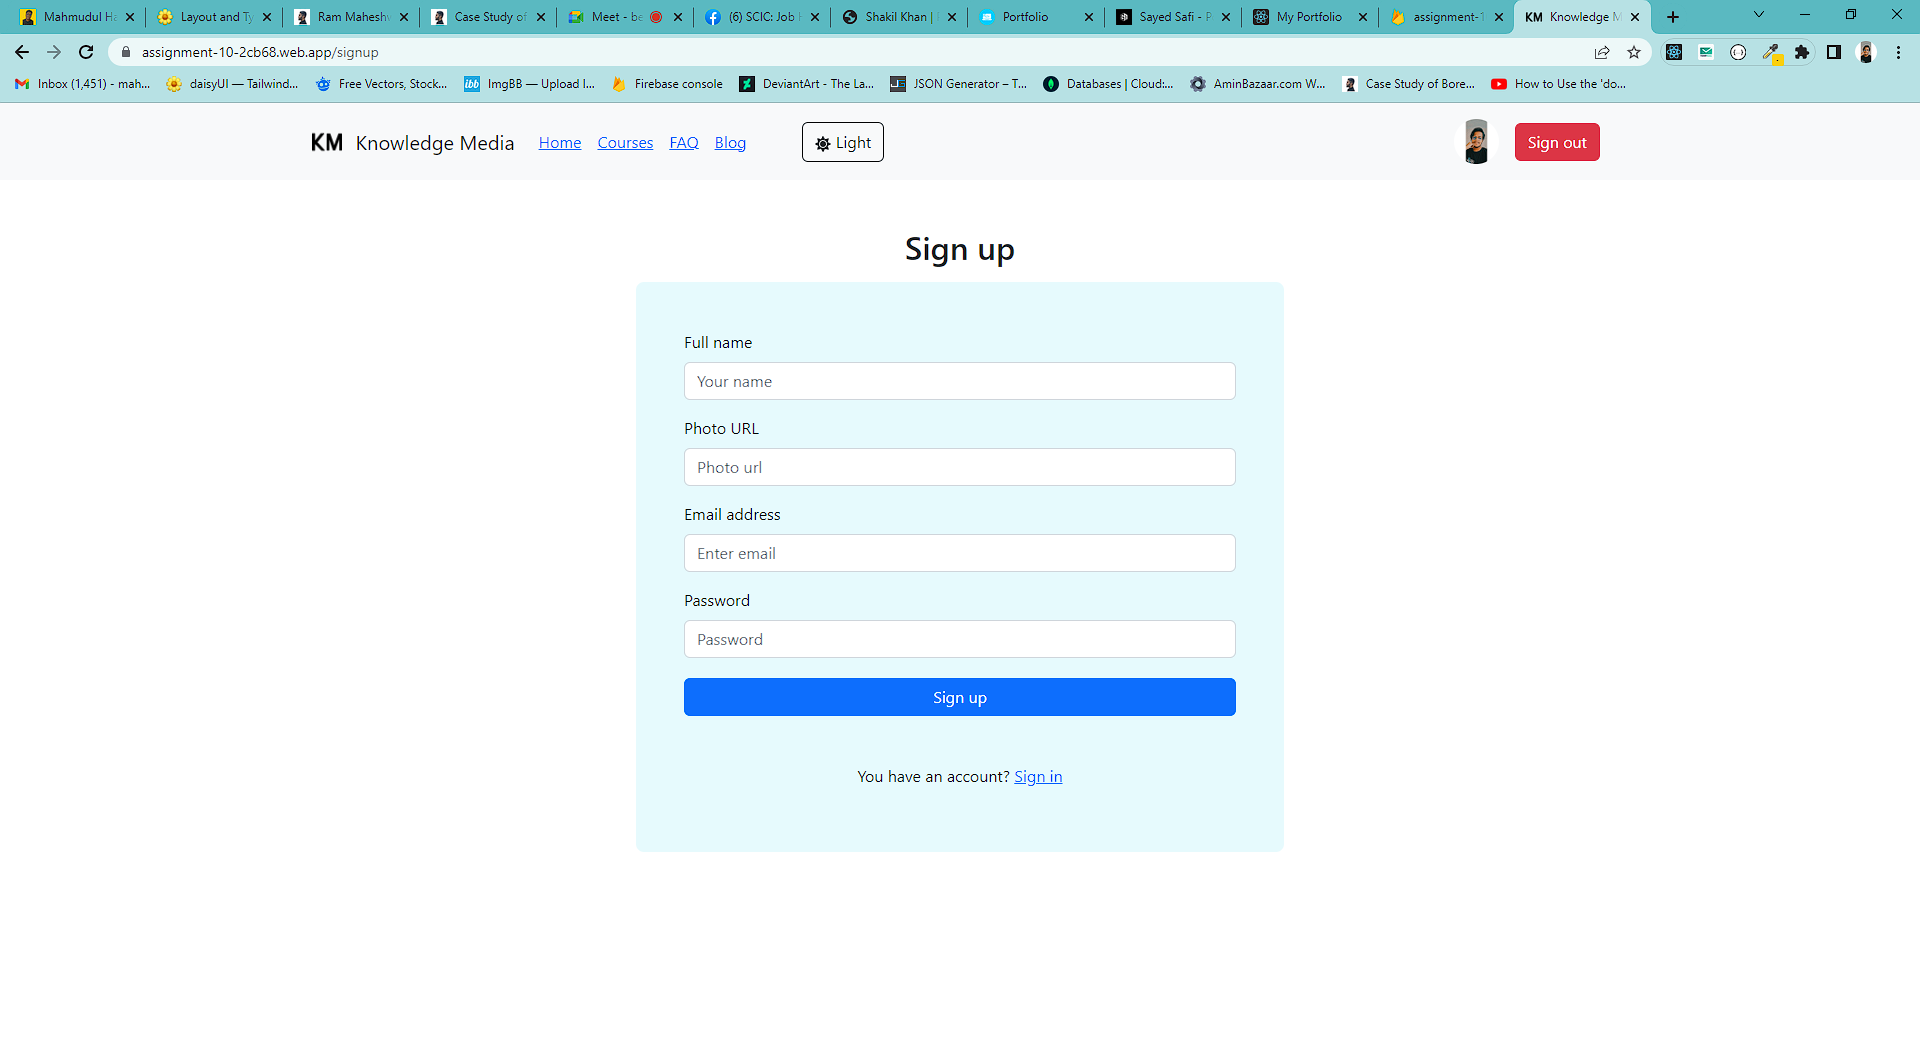 Mahmudul Ha
Layout and Ty
Ram Mahesh
Case Study of
Meet - be
(6) SCIC: Job H
Shakil Khan |
Portfolio
Sayed Safi - P
My Portfolio
assignment-1
KM Knowledge M
assignment-10-2cb68.web.app/signup
Inbox (1,451) - mah...
daisyUI — Tailwind...
Free Vectors, Stock...
ibb ImgBB — Upload I...
Firebase console
DeviantArt - The La...
JSON Generator – T...
Databases | Cloud:...
AminBazaar.com W...
Case Study of Bore...
How to Use the 'do...
KM Knowledge Media Home Courses FAQ Blog Light Sign out
Sign up
Full name
Your name
Photo URL
Photo url
Email address
Enter email
Password
Password
Sign up
You have an account? Sign in